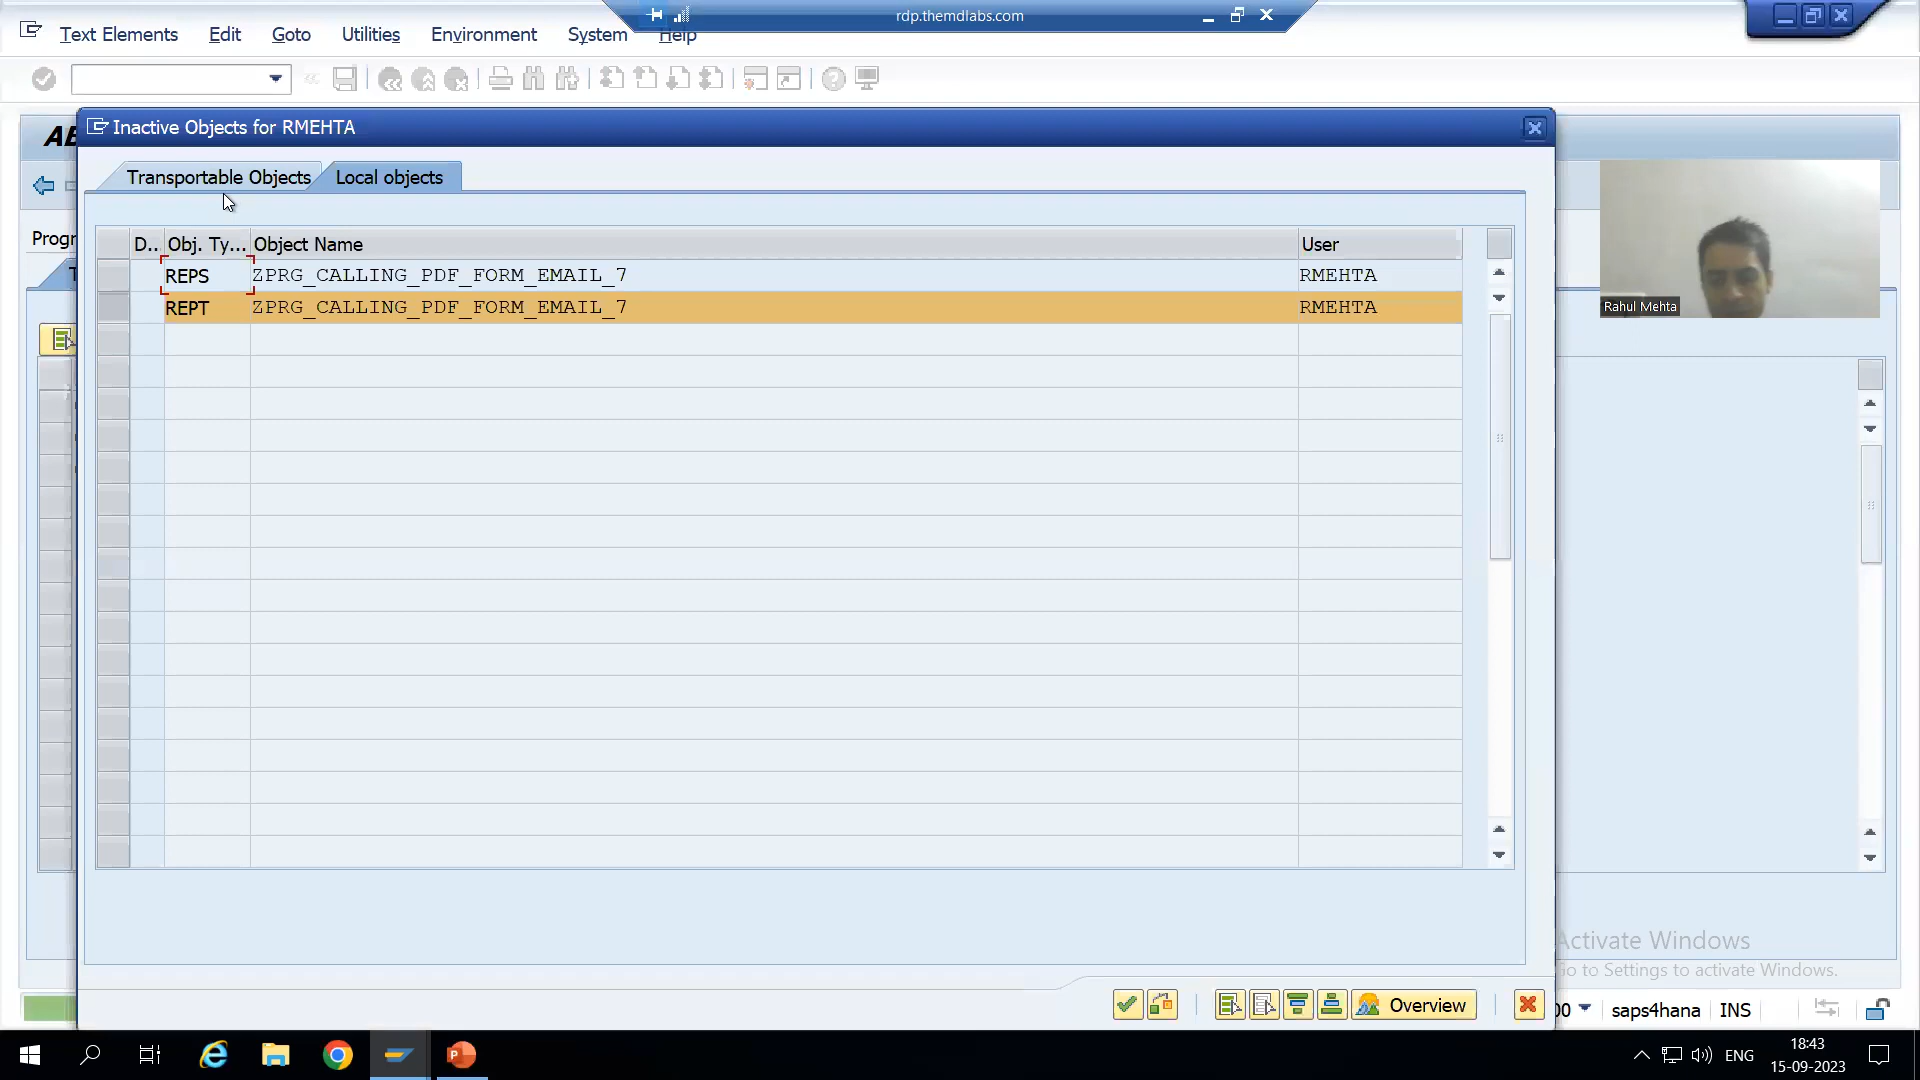 rdp.themdlabs.com
Text Elements Edit Goto Utilities Environment System Help
Inactive Objects for RMEHTA
Transportable Objects Local objects
D.. Obj. Ty... Object Name User
REPS ZPRG_CALLING_PDF_FORM_EMAIL_7 RMEHTA
REPT ZPRG_CALLING_PDF_FORM_EMAIL_7 RMEHTA
Rahul Mehta
Progr
Activate Windows
Go to Settings to activate Windows.
Overview
00 saps4hana INS
ENG
18:43
15-09-2023